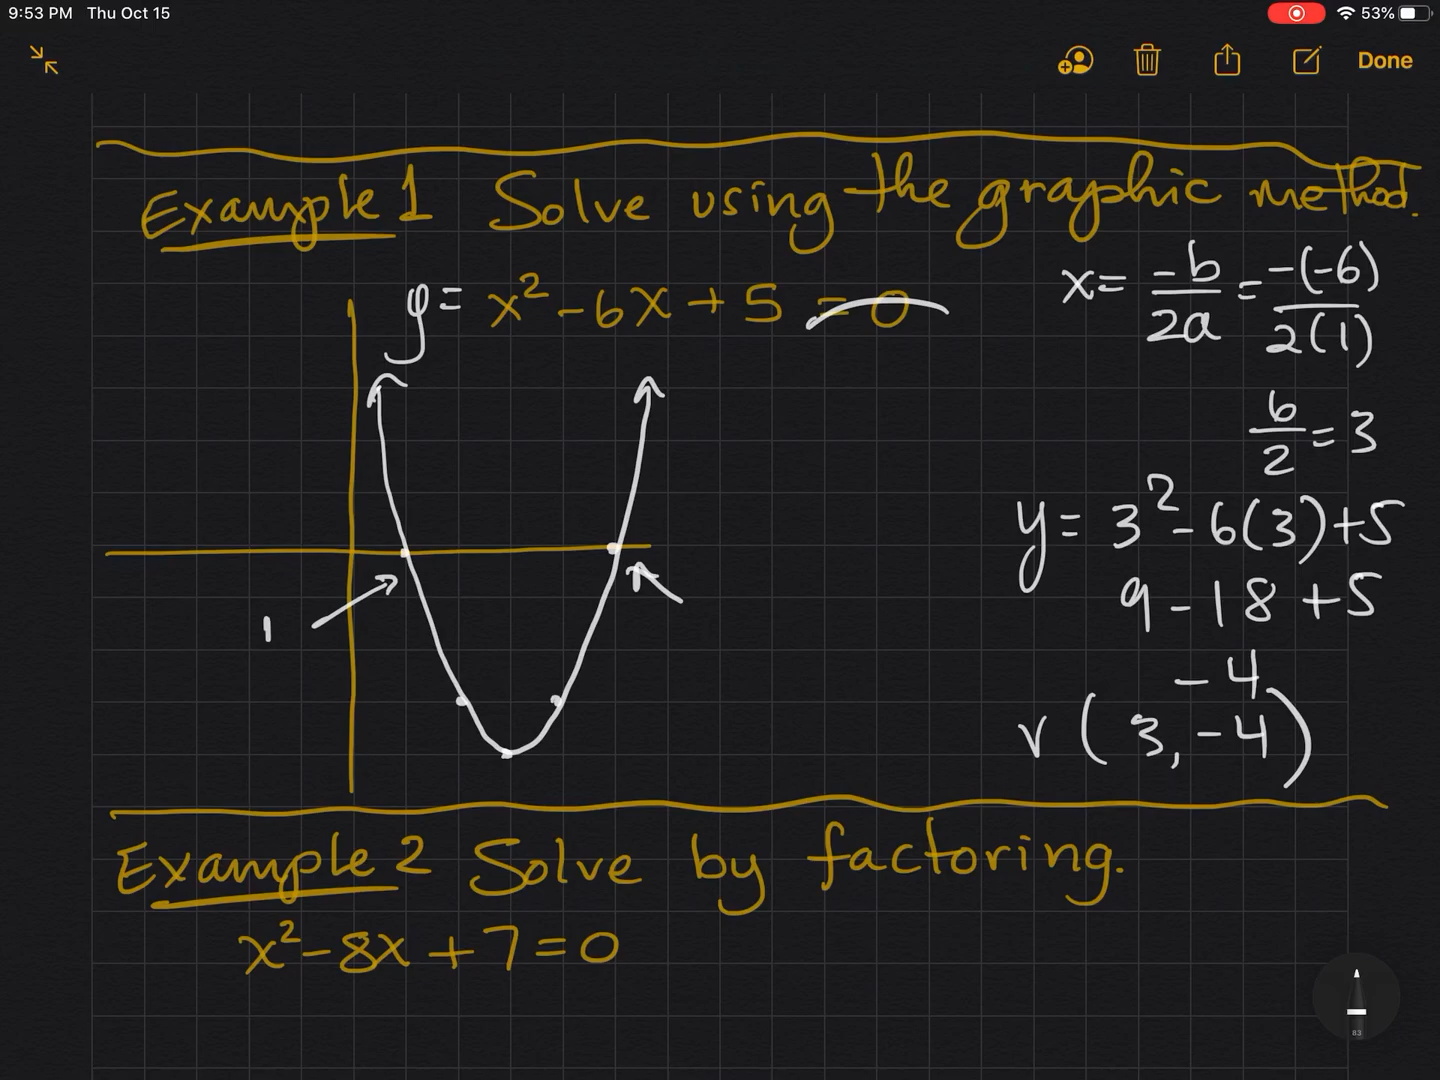 9:53 PM Thu Oct 15
53%
Done
Example 1 Solve using the graphic method.
y = x² - 6x + 5 = 0
x = -b/2a = -(-6)/2(1)
6/2 = 3
y = 3² - 6(3) + 5
9 - 18 + 5
- 4
1
v ( 3, -4 )
Example 2 Solve by factoring.
x² - 8x + 7 = 0
83